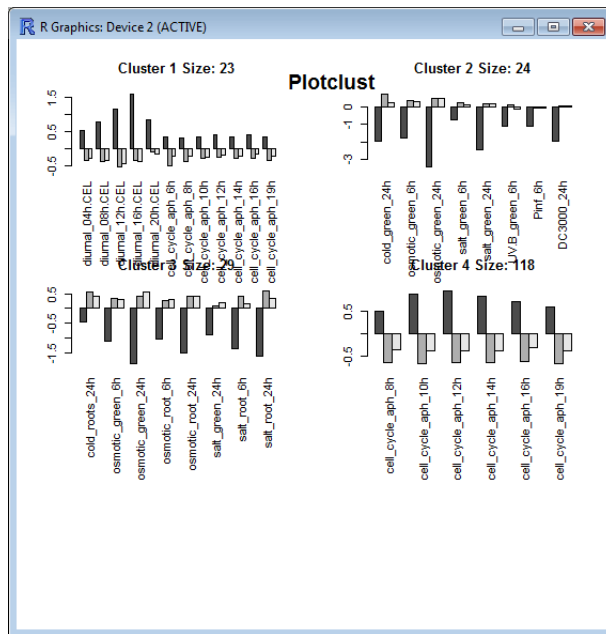 R Graphics: Device 2 (ACTIVE)
Plotclust
Cluster 1 Size: 23
1.5
0.5
-0.5
diurnal_04h.CEL
diurnal_08h.CEL
diurnal_12h.CEL
diurnal_16h.CEL
diurnal_20h.CEL
cell_cycle_aph_6h
cell_cycle_aph_8h
cell_cycle_aph_10h
cell_cycle_aph_12h
cell_cycle_aph_14h
cell_cycle_aph_16h
cell_cycle_aph_19h
Cluster 2 Size: 24
0
-1
-3
cold_green_24h
osmotic_green_6h
osmotic_green_24h
salt_green_6h
salt_green_24h
UV.B_green_6h
Pinf_6h
DC3000_24h
Cluster 3 Size: 29
0.5
-0.5
-1.5
cold_roots_24h
osmotic_green_6h
osmotic_green_24h
osmotic_root_6h
osmotic_root_24h
salt_green_24h
salt_root_6h
salt_root_24h
Cluster 4 Size: 118
0.5
-0.5
cell_cycle_aph_8h
cell_cycle_aph_10h
cell_cycle_aph_12h
cell_cycle_aph_14h
cell_cycle_aph_16h
cell_cycle_aph_19h